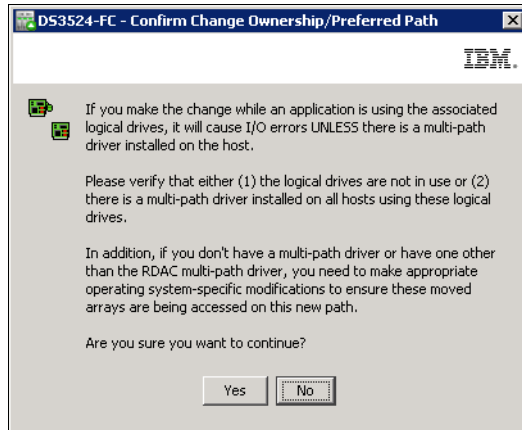 DS3524-FC - Confirm Change Ownership/Preferred Path
IBM.
If you make the change while an application is using the associated
logical drives, it will cause I/O errors UNLESS there is a multi-path
driver installed on the host.
Please verify that either (1) the logical drives are not in use or (2)
there is a multi-path driver installed on all hosts using these logical
drives.
In addition, if you don't have a multi-path driver or have one other
than the RDAC multi-path driver, you need to make appropriate
operating system-specific modifications to ensure these moved
arrays are being accessed on this new path.
Are you sure you want to continue?
Yes No